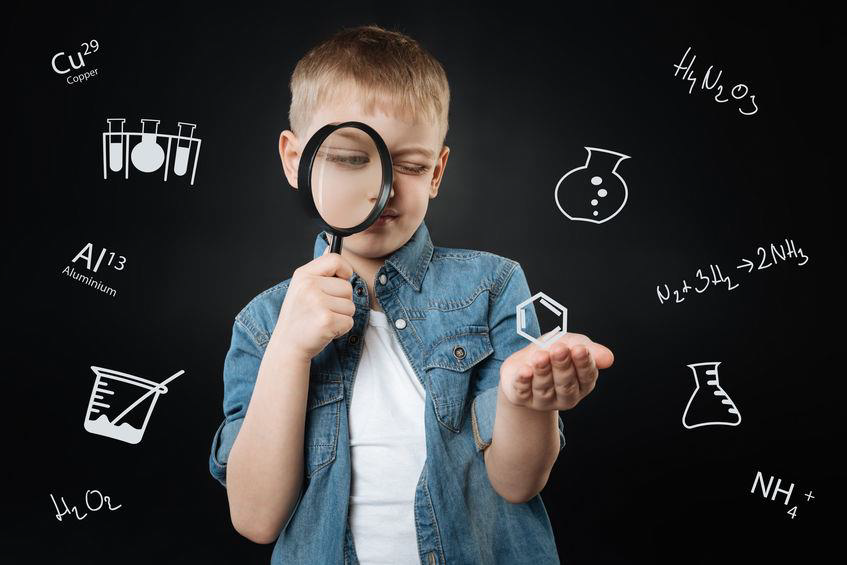 Cu²⁹
Copper
H₄N₂O₃
Al¹³
Aluminium
N₂+3H₂→2NH₃
H₂O₂
NH₄⁺